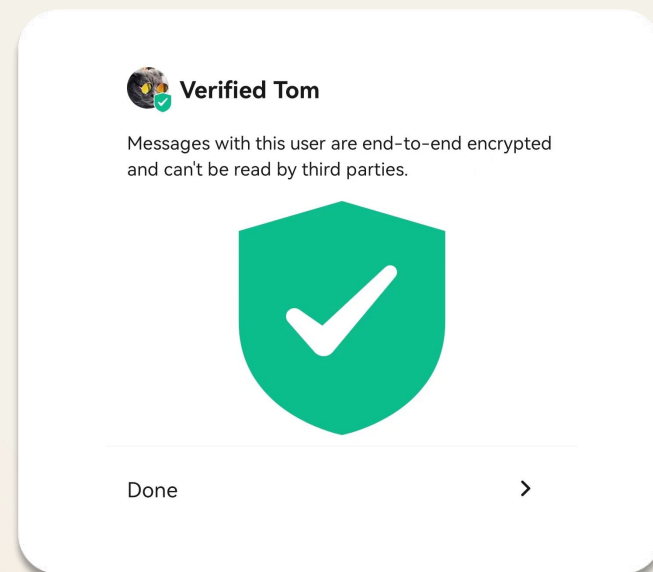 Verified Tom
Messages with this user are end-to-end encrypted
and can't be read by third parties.
Done